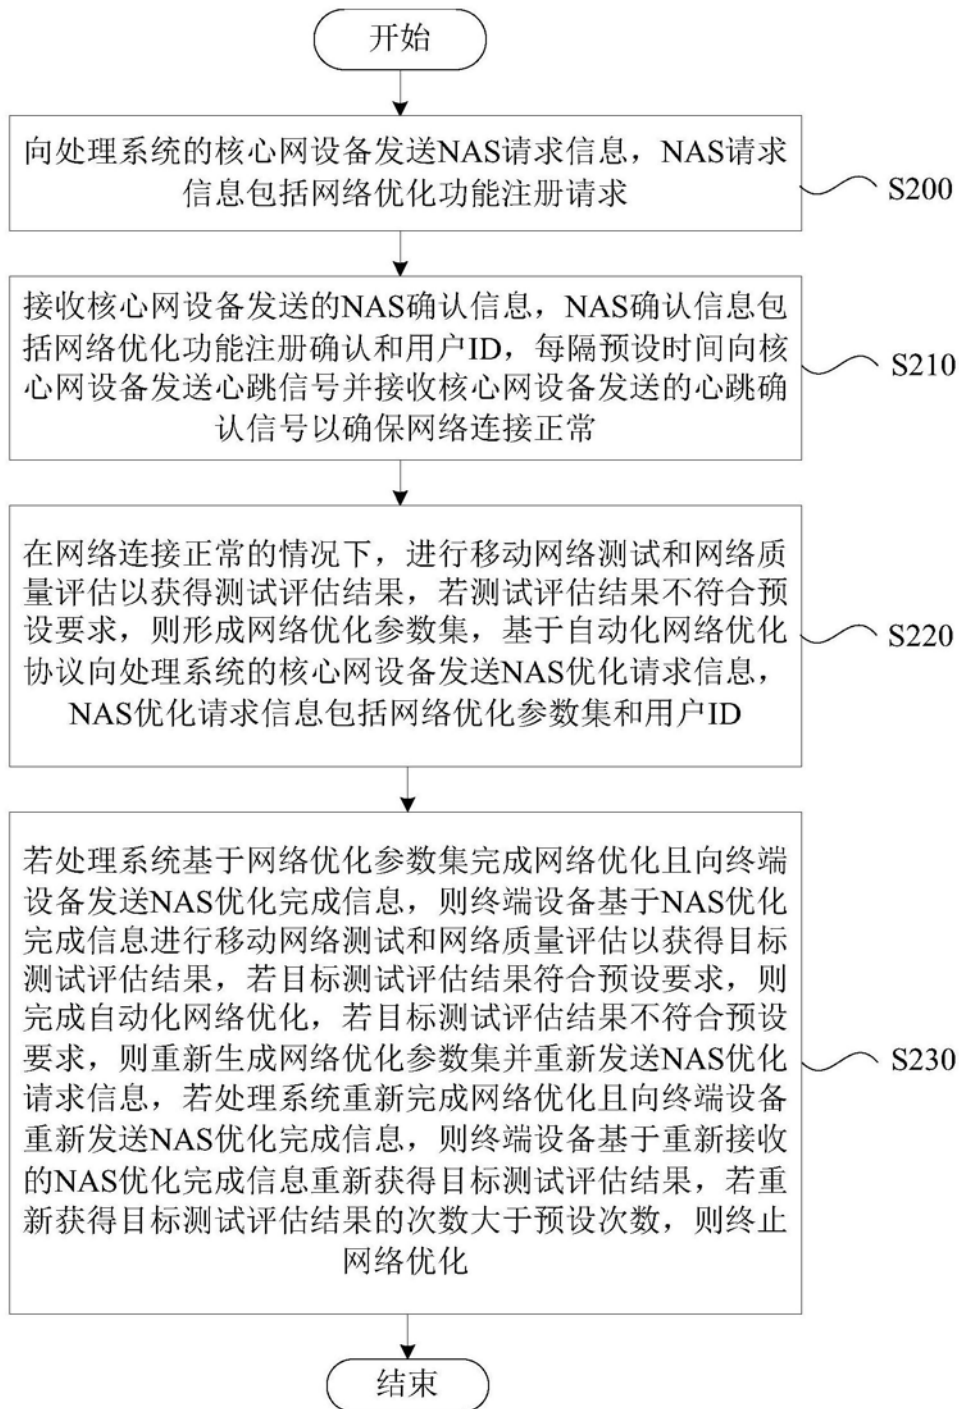 开始
向处理系统的核心网设备发送NAS请求信息，NAS请求
信息包括网络优化功能注册请求
S200
接收核心网设备发送的NAS确认信息，NAS确认信息包
括网络优化功能注册确认和用户ID，每隔预设时间向核
心网设备发送心跳信号并接收核心网设备发送的心跳确
认信号以确保网络连接正常
S210
在网络连接正常的情况下，进行移动网络测试和网络质
量评估以获得测试评估结果，若测试评估结果不符合预
设要求，则形成网络优化参数集，基于自动化网络优化
协议向处理系统的核心网设备发送NAS优化请求信息，
NAS优化请求信息包括网络优化参数集和用户ID
S220
若处理系统基于网络优化参数集完成网络优化且向终端
设备发送NAS优化完成信息，则终端设备基于NAS优化
完成信息进行移动网络测试和网络质量评估以获得目标
测试评估结果，若目标测试评估结果符合预设要求，则
完成自动化网络优化，若目标测试评估结果不符合预设
要求，则重新生成网络优化参数集并重新发送NAS优化
请求信息，若处理系统重新完成网络优化且向终端设备
重新发送NAS优化完成信息，则终端设备基于重新接收
的NAS优化完成信息重新获得目标测试评估结果，若重
新获得目标测试评估结果的次数大于预设次数，则终止
网络优化
S230
结束